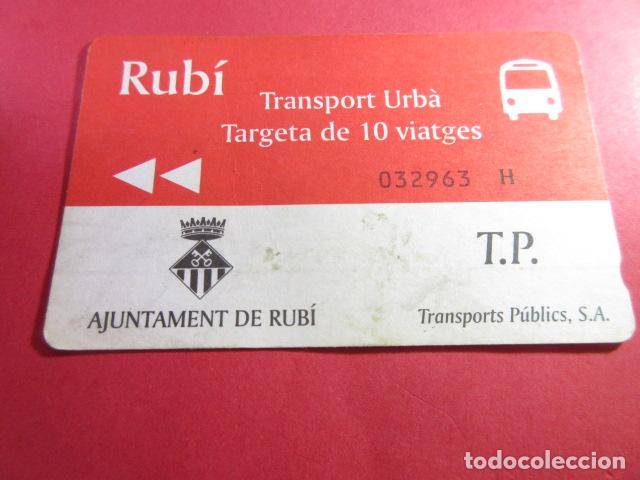 Rubí
Transport Urbà
Targeta de 10 viatges
032963 H
T.P.
AJUNTAMENT DE RUBÍ
Transports Públics, S.A.
todocoleccion